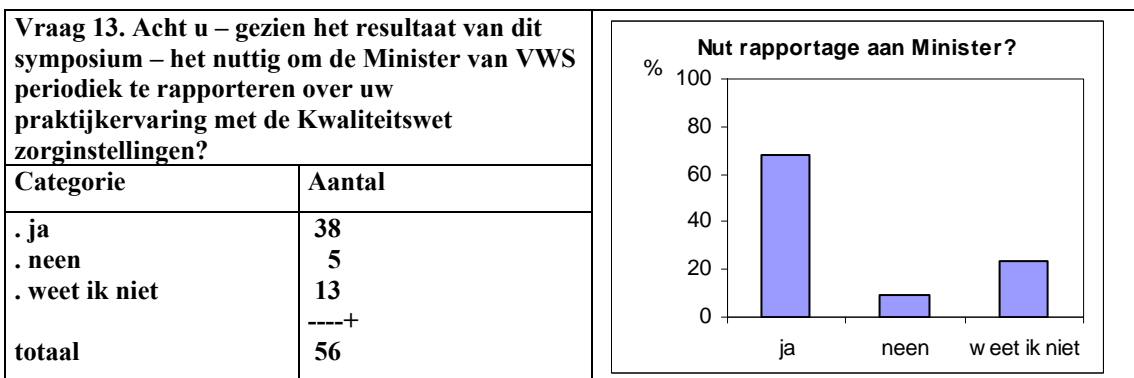 Vraag 13. Acht u – gezien het resultaat van dit
symposium – het nuttig om de Minister van VWS
periodiek te rapporteren over uw
praktijkervaring met de Kwaliteitswet
zorginstellingen?
Categorie Aantal
. ja 38
. neen 5
. weet ik niet 13
----+
totaal 56
Nut rapportage aan Minister?
%
100
80
60
40
20
0
ja neen w eet ik niet